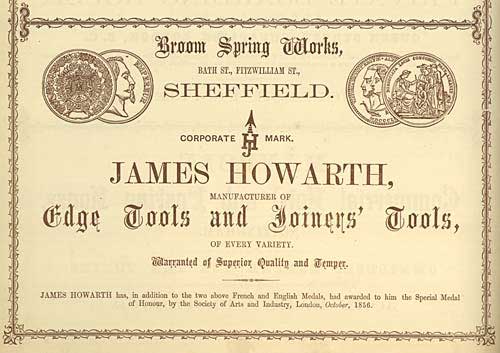 Broom Spring Works,
BATH ST., FITZWILLIAM ST.,
SHEFFIELD.
CORPORATE MARK.
HJ
JAMES HOWARTH,
MANUFACTURER OF
Edge Tools and Joiners' Tools,
OF EVERY VARIETY.
Warranted of Superior Quality and Temper.
JAMES HOWARTH has, in addition to the two above French and English Medals, had awarded to him the Special Medal
of Honour, by the Society of Arts and Industry, London, October, 1856.